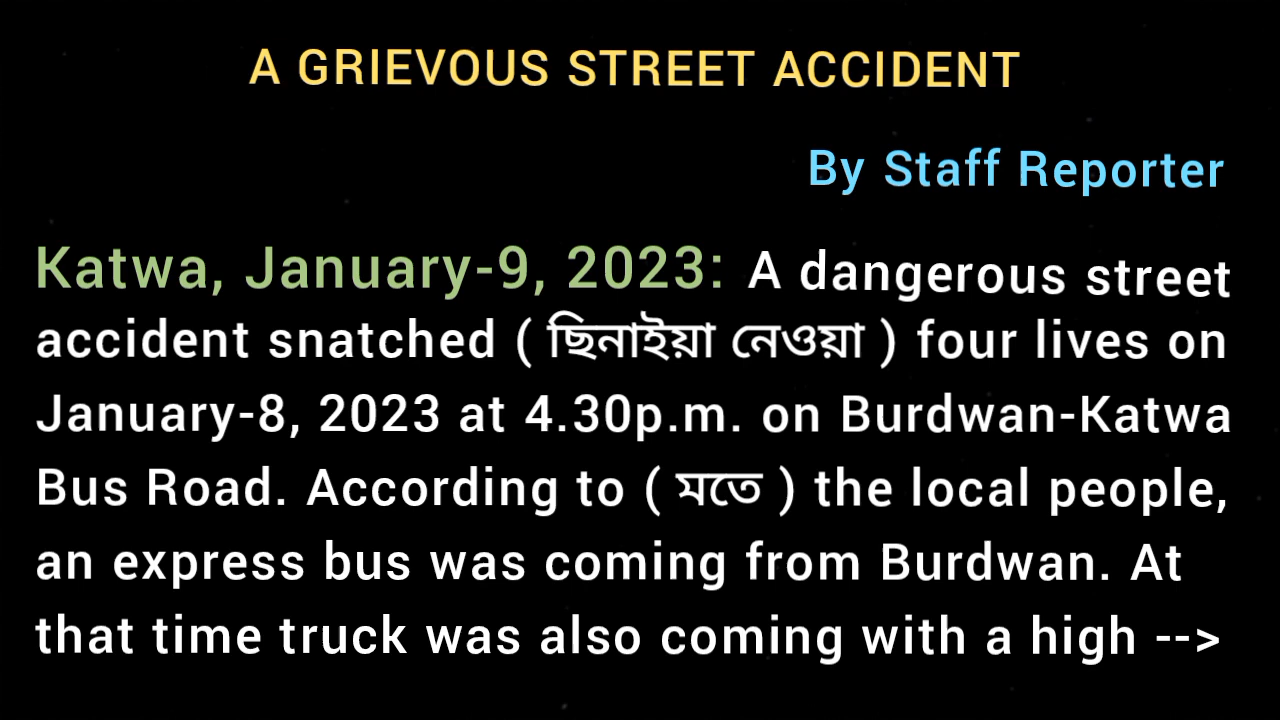 A GRIEVOUS STREET ACCIDENT
By Staff Reporter
Katwa, January-9, 2023: A dangerous street
accident snatched ( ছিনাইয়া নেওয়া ) four lives on
January-8, 2023 at 4.30p.m. on Burdwan-Katwa
Bus Road. According to ( মতে ) the local people,
an express bus was coming from Burdwan. At
that time truck was also coming with a high -->